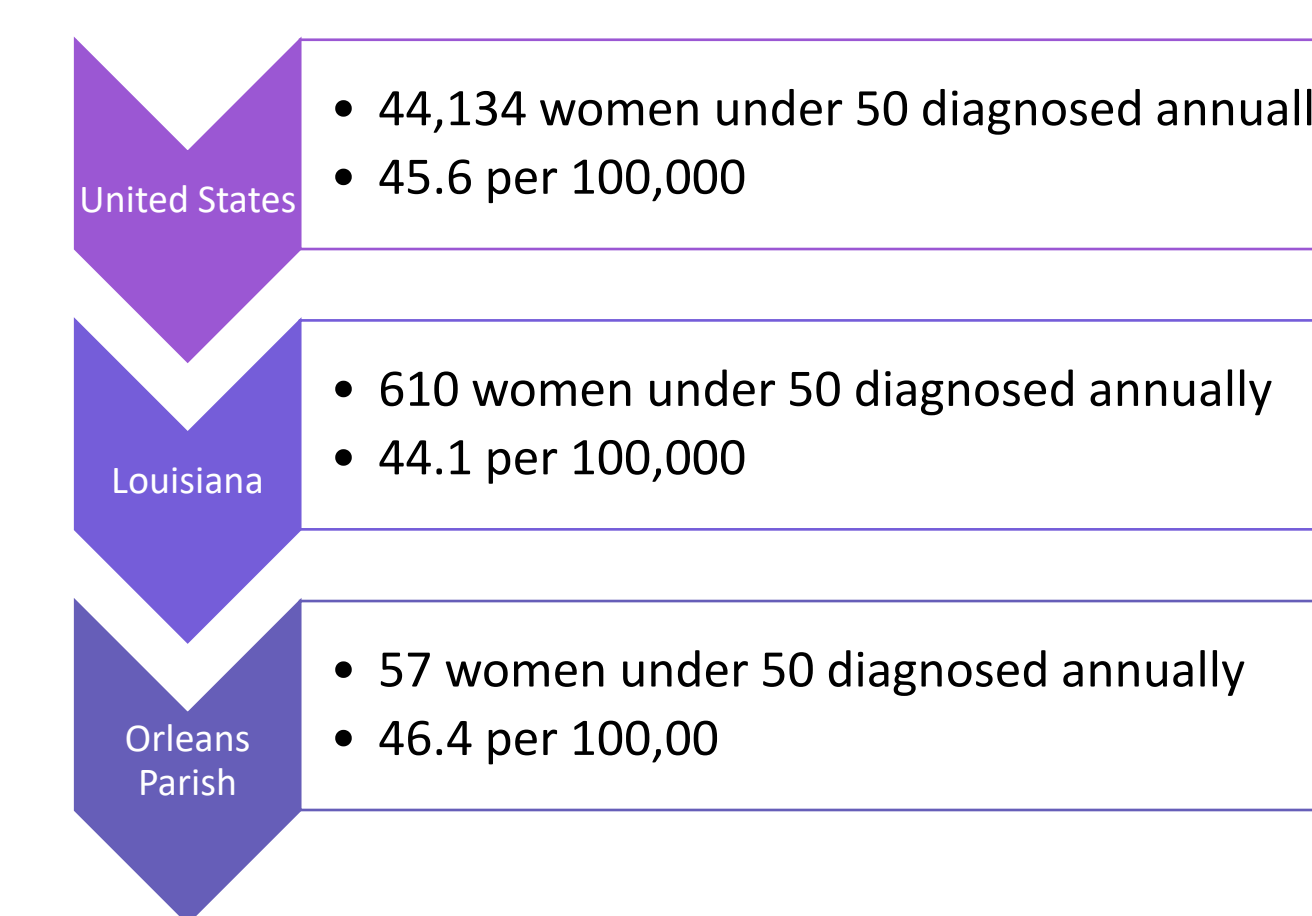 United States
• 44,134 women under 50 diagnosed annuall
• 45.6 per 100,000
Louisiana
• 610 women under 50 diagnosed annually
• 44.1 per 100,000
Orleans
Parish
• 57 women under 50 diagnosed annually
• 46.4 per 100,00